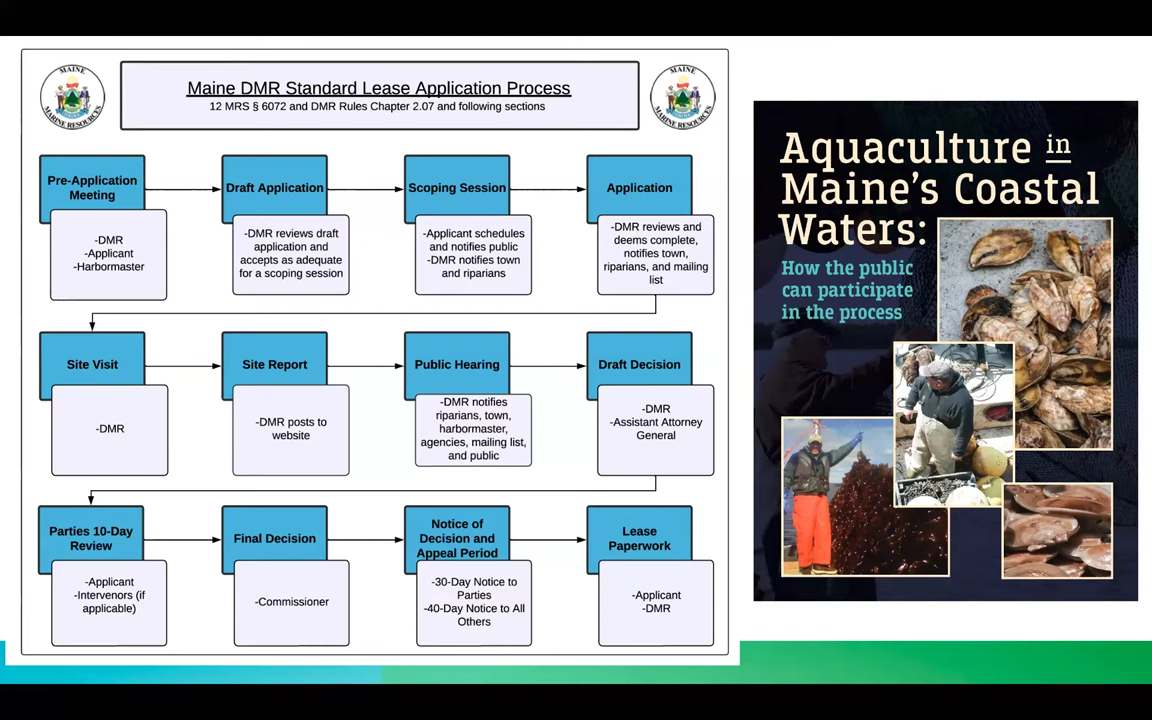 MAINE
MARINE RESOURCES
Maine DMR Standard Lease Application Process
12 MRS § 6072 and DMR Rules Chapter 2.07 and following sections
MAINE
MARINE RESOURCES
Pre-Application
Meeting
-DMR
-Applicant
-Harbormaster
Draft Application
-DMR reviews draft
application and
accepts as adequate
for a scoping session
Scoping Session
-Applicant schedules
and notifies public
-DMR notifies town
and riparians
Application
-DMR reviews and
deems complete,
notifies town,
riparians, and mailing
list
Site Visit
-DMR
Site Report
-DMR posts to
website
Public Hearing
-DMR notifies
riparians, town,
harbormaster,
agencies, mailing list,
and public
Draft Decision
-DMR
-Assistant Attorney
General
Parties 10-Day
Review
-Applicant
-Intervenors (if
applicable)
Final Decision
-Commissioner
Notice of
Decision and
Appeal Period
-30-Day Notice to
Parties
-40-Day Notice to All
Others
Lease
Paperwork
-Applicant
-DMR
Aquaculture in
Maine's Coastal
Waters:
How the public
can participate
in the process